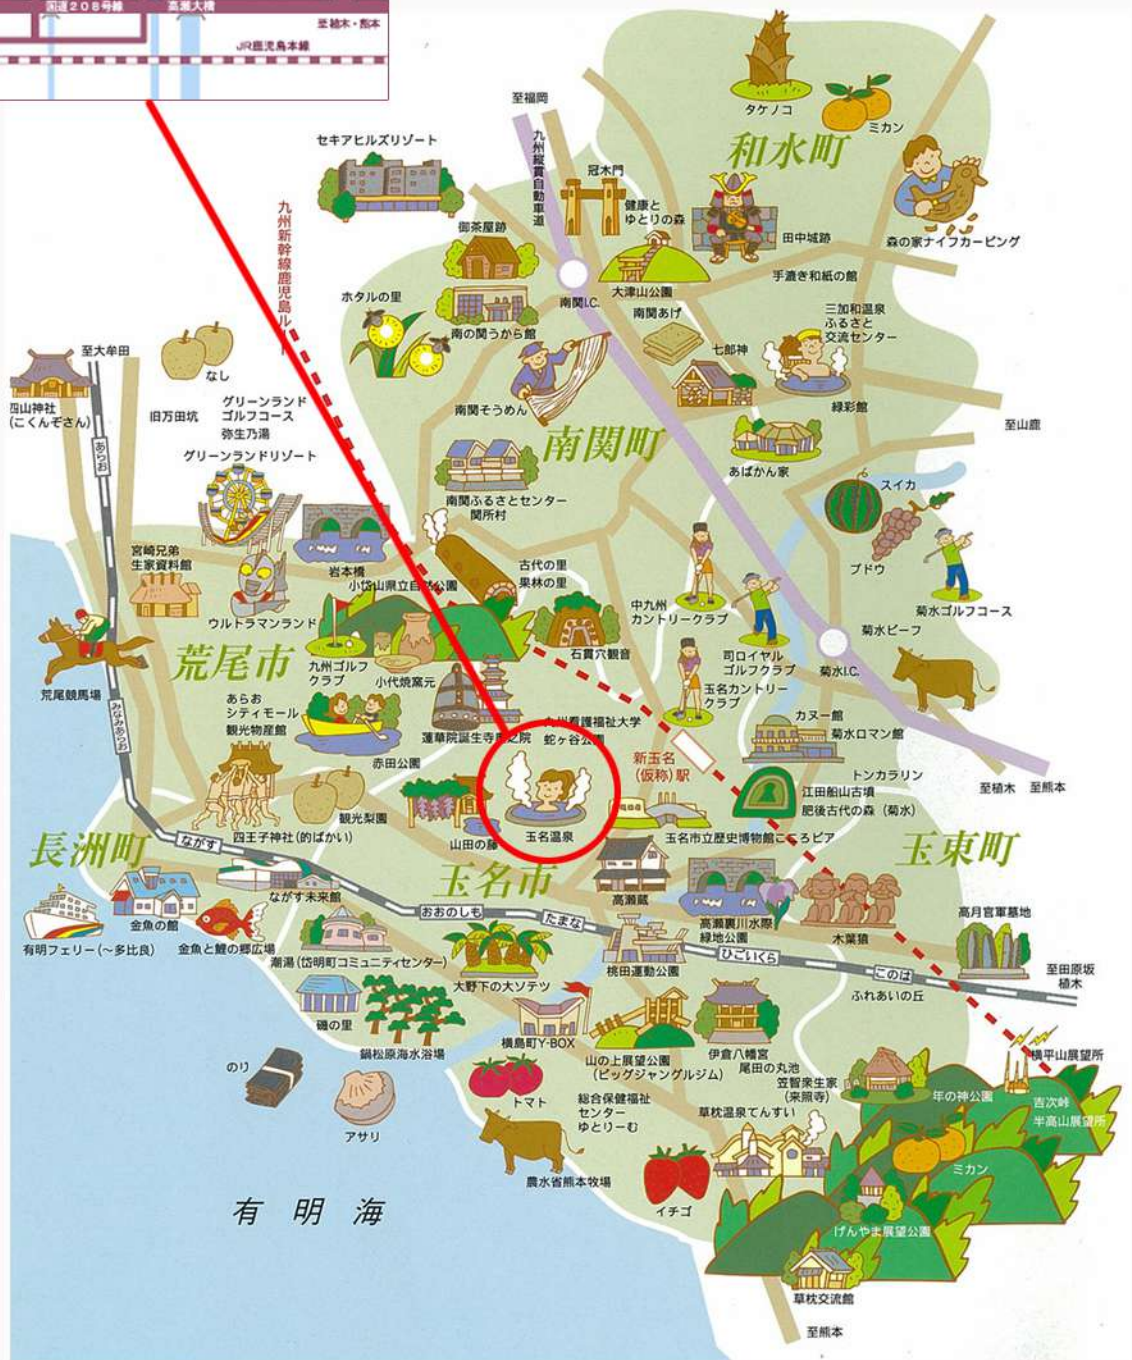 国道208号線
高瀬大橋
至植木・熊本
JR鹿児島本線
至福岡
九州縦貫自動車道
タケノコ
ミカン
和水町
セキアヒルズリゾート
冠木門
健康と
ゆとりの森
田中城跡
森の家ナイフカービング
九州新幹線鹿児島ル
御茶屋跡
大津山公園
手漉き和紙の館
ホタルの里
南の関うから館
南関I.C.
南関あげ
三加和温泉
ふるさと
交流センター
至大牟田
なし
七郎神
緑彩館
四山神社
(こくんぞさん)
旧万田坑
グリーンランド
ゴルフコース
弥生乃湯
南関そうめん
至山鹿
あらお
グリーンランドリゾート
南関町
あばかん家
スイカ
南関ふるさとセンター
関所村
ブドウ
宮崎兄弟
生家資料館
岩本橋
小岱山県立自然公園
古代の里
果林の里
ウルトラマンランド
中九州
カントリークラブ
菊水ゴルフコース
菊水ビーフ
荒尾市
九州ゴルフ
クラブ
小代焼窯元
石貫穴観音
司ロイヤル
ゴルフクラブ
菊水I.C.
荒尾競馬場
みなみあらお
あらお
シティモール
観光物産館
玉名カントリー
クラブ
カヌー館
菊水ロマン館
蓮華院誕生寺奥之院
九州看護福祉大学
蛇ヶ谷公園
赤田公園
新玉名
(仮称)駅
トンカラリン
江田船山古墳
肥後古代の森(菊水)
至植木
至熊本
観光梨園
四王子神社(的ばかい)
山田の藤
玉名温泉
玉名市立歴史博物館こころピア
長洲町
ながす
玉名市
玉東町
高瀬蔵
ながす未来館
おおのしも
たまな
高瀬裏川水際
緑地公園
木葉猿
高月官軍墓地
有明フェリー(～多比良)
金魚の館
金魚と鯉の郷広場
潮湯(岱明町コミュニティセンター)
大野下の大ソテツ
桃田運動公園
ひごいくら
このは
至田原坂
植木
ふれあいの丘
磯の里
鍋松原海水浴場
横島町Y-BOX
山の上展望公園
(ビッグジャングルジム)
伊倉八幡宮
尾田の丸池
笠智衆生家
(来照寺)
横平山展望所
のり
アサリ
トマト
総合保健福祉
センター
ゆとりーむ
草枕温泉てんすい
年の神公園
吉次峠
半高山展望所
農水省熊本牧場
イチゴ
ミカン
有明海
げんやま展望公園
草枕交流館
至熊本